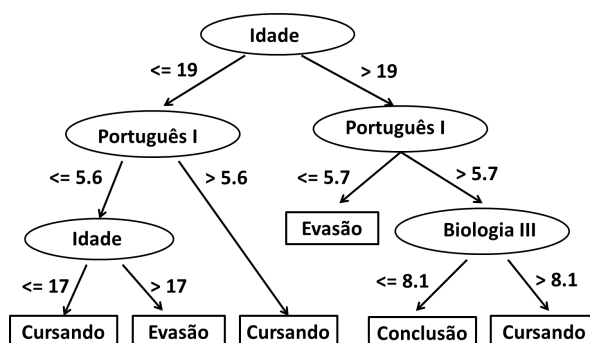 Idade
<= 19 > 19
Português I Português I
<= 5.6 > 5.6 <= 5.7 > 5.7
Idade Evasão Biologia III
<= 17 > 17 <= 8.1 > 8.1
Cursando Evasão Cursando Conclusão Cursando